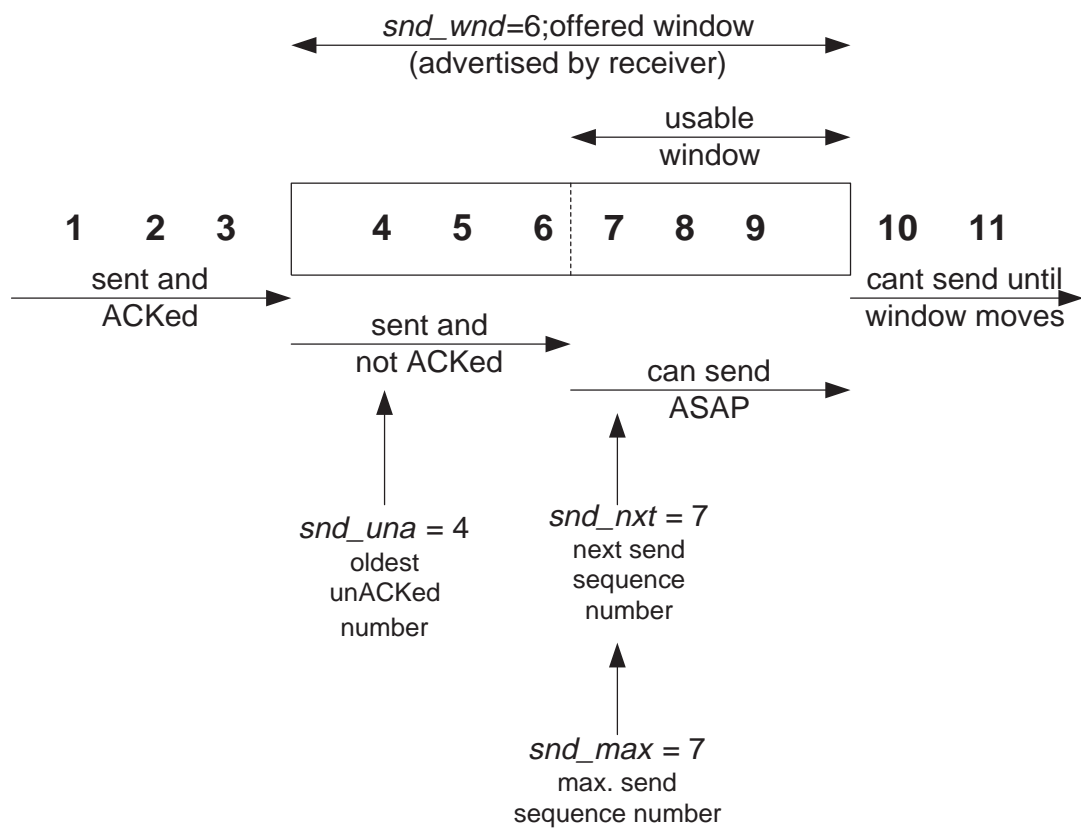 snd_wnd=6;offered window
(advertised by receiver)
usable
window
1 2 3 4 5 6 7 8 9 10 11
sent and
ACKed
cant send until
window moves
sent and
not ACKed
can send
ASAP
snd_una = 4
oldest
unACKed
number
snd_nxt = 7
next send
sequence
number
snd_max = 7
max. send
sequence number